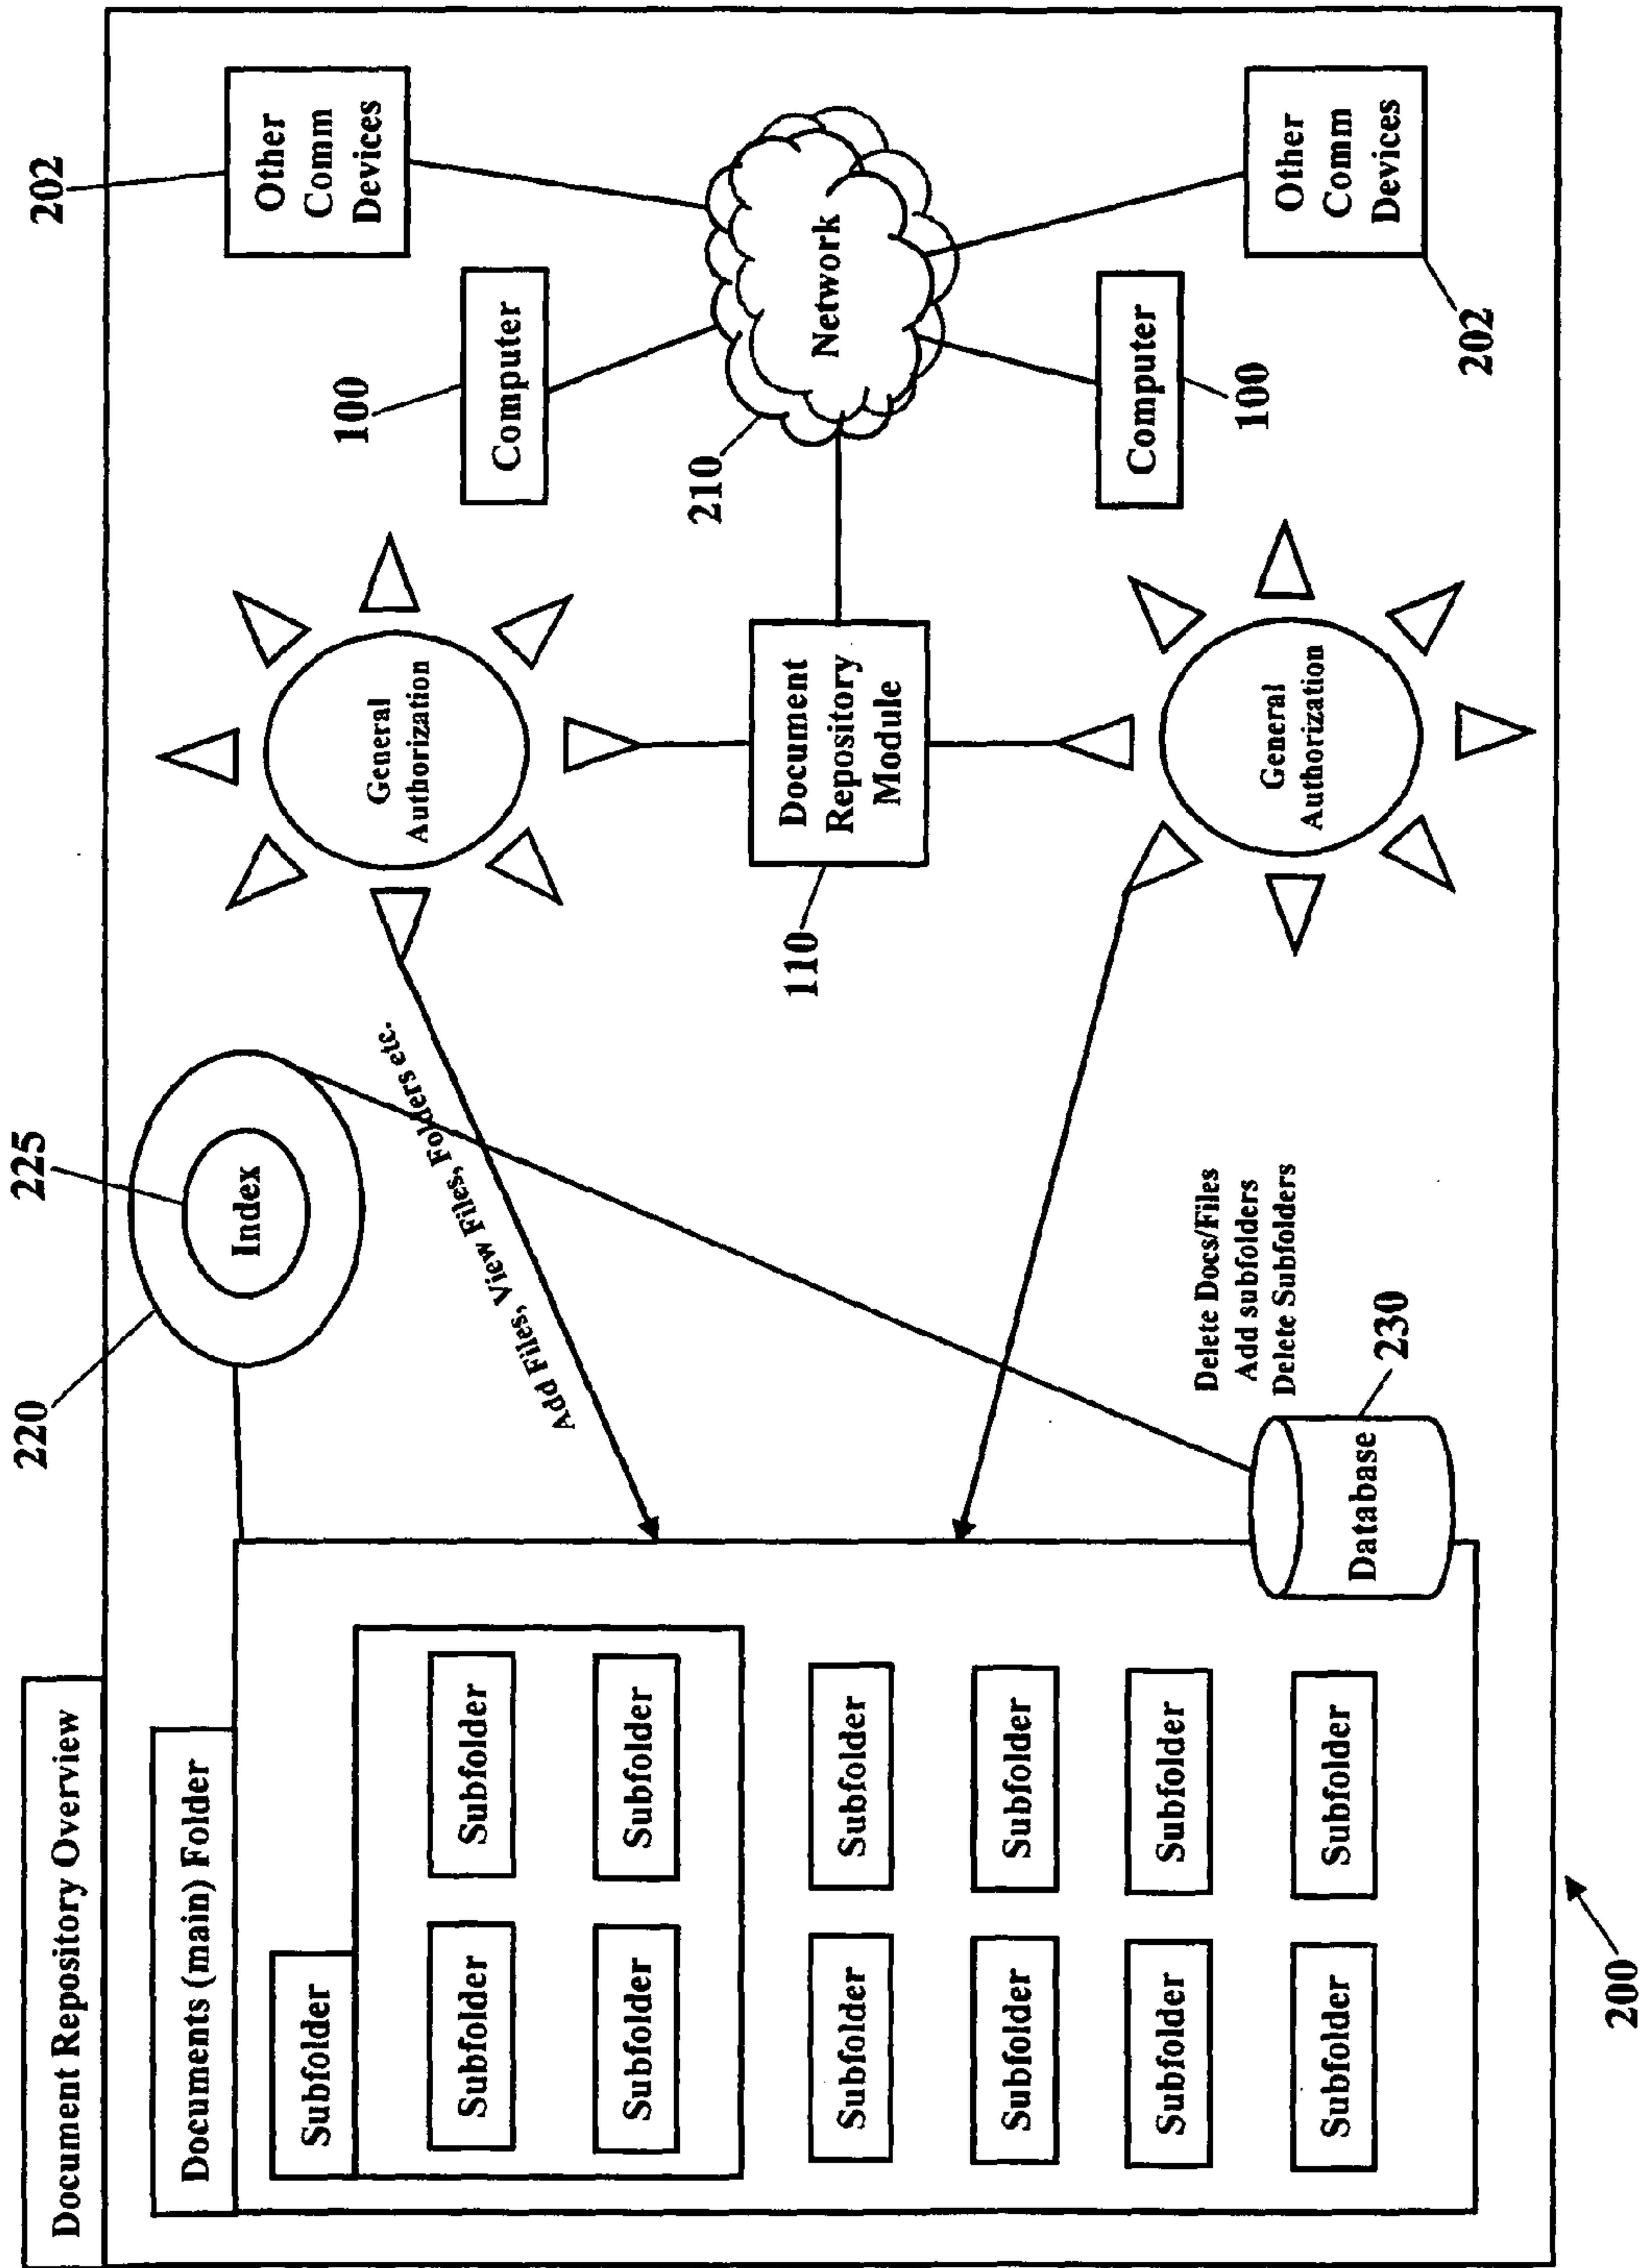 Document Repository Overview
Documents (main) Folder
Subfolder
Subfolder
Subfolder
Subfolder
Subfolder
Subfolder
Subfolder
Subfolder
Subfolder
Subfolder
Subfolder
Subfolder
Subfolder
220
225
Index
Add Files, View Files, Folders etc.
Delete Docs/Files
Add subfolders
Delete Subfolders
230
Database
General
Authorization
Document
Repository
Module
110
General
Authorization
202
Other
Comm
Devices
100
Computer
210
Network
Computer
100
Other
Comm
Devices
202
200